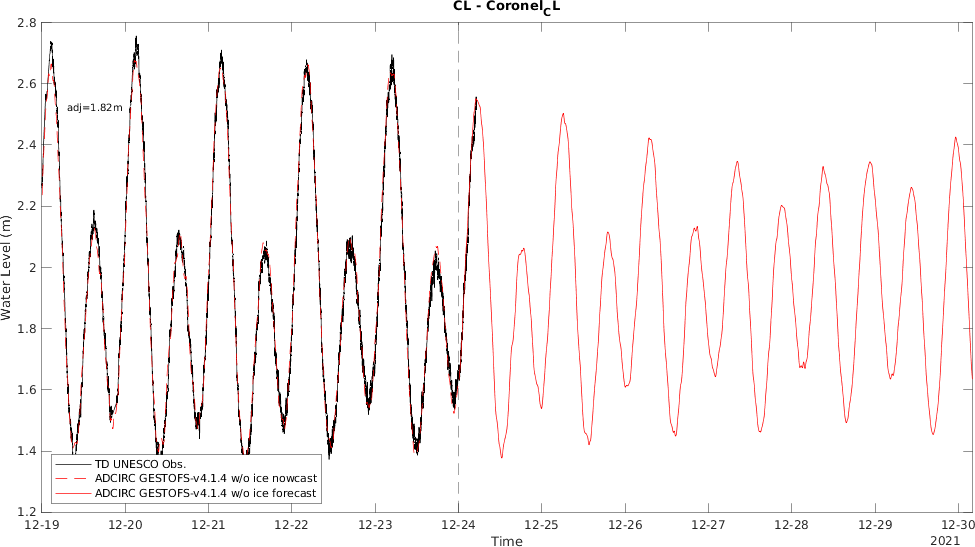 CL - Coronel_CL
2.8
2.6
2.4
2.2
2
1.8
1.6
1.4
1.2
Water Level (m)
adj=1.82m
TD UNESCO Obs.
ADCIRC GESTOFS-v4.1.4 w/o ice nowcast
ADCIRC GESTOFS-v4.1.4 w/o ice forecast
12-19 12-20 12-21 12-22 12-23 12-24 12-25 12-26 12-27 12-28 12-29 12-30
Time
2021